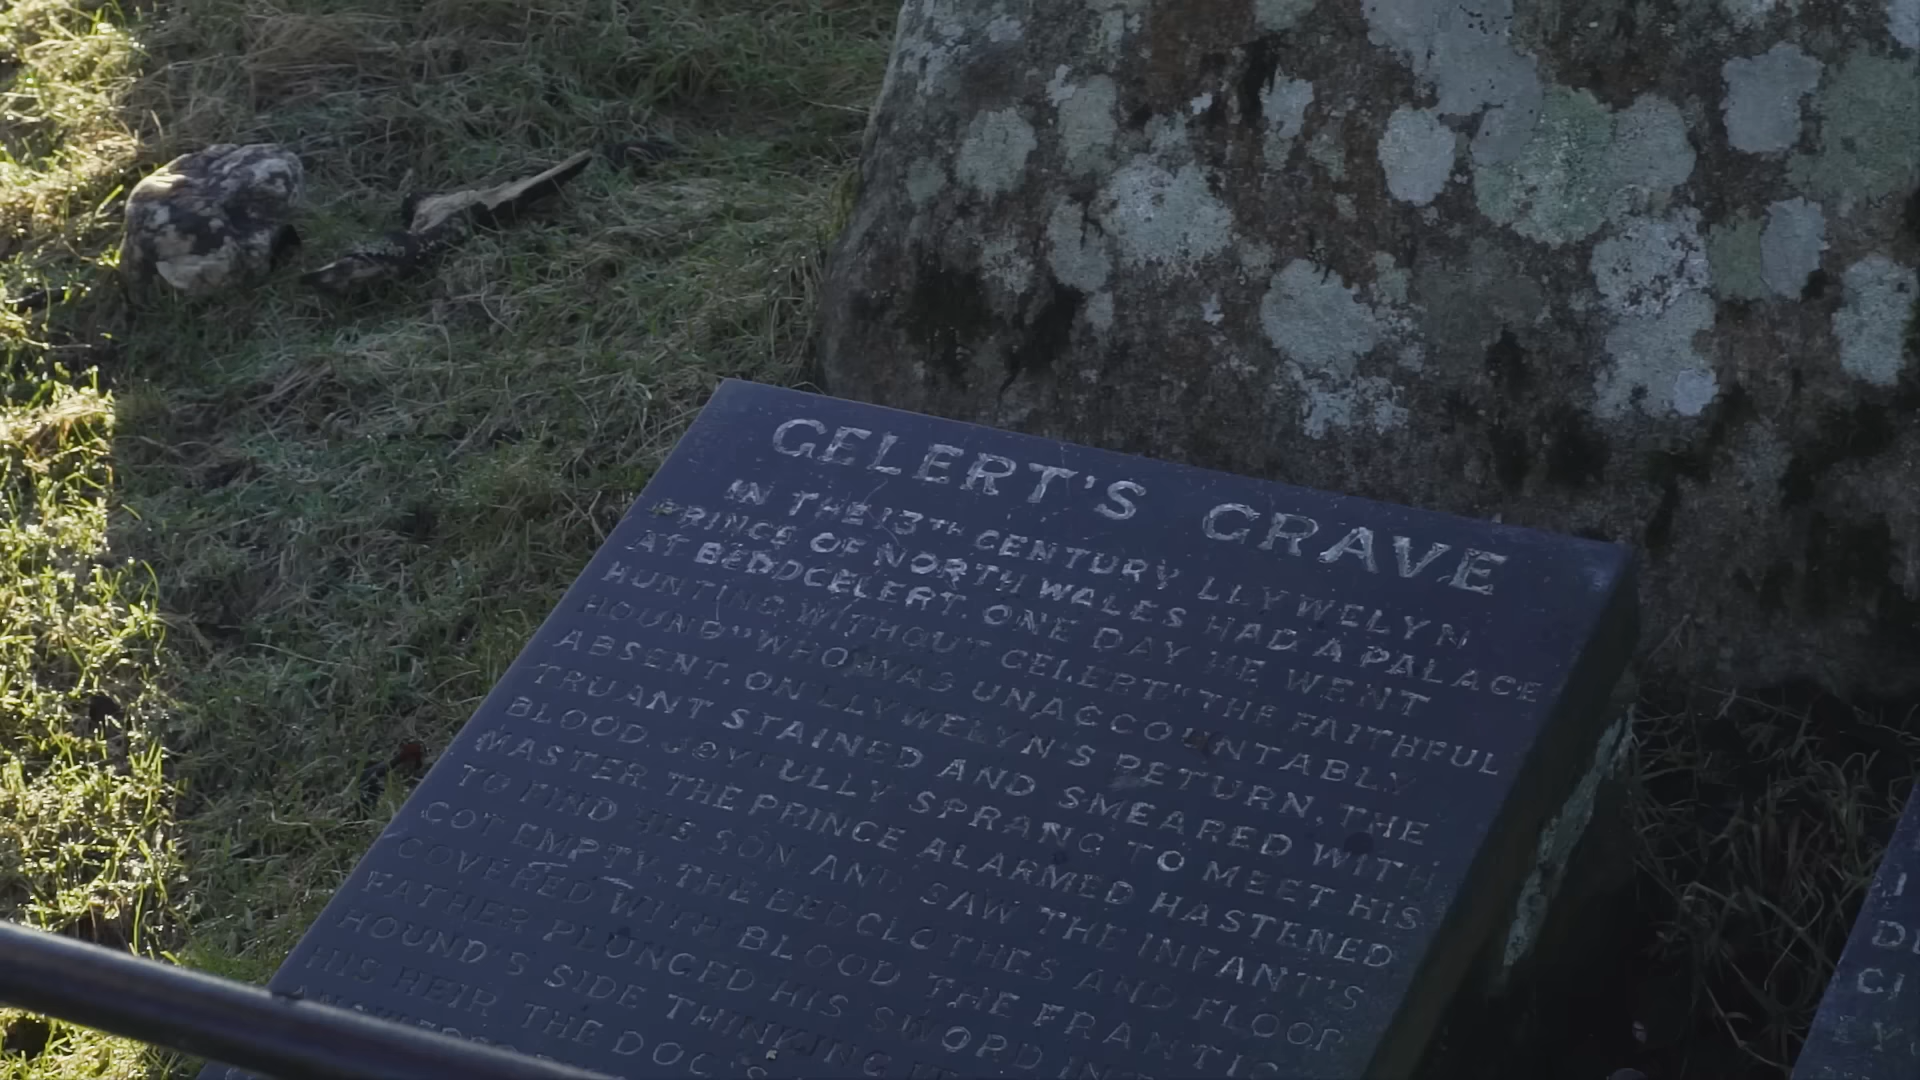 GELERT'S GRAVE
IN THE 13TH CENTURY LLYWELYN
PRINCE OF NORTH WALES HAD A PALACE
AT BEDDGELERT. ONE DAY HE WENT
HUNTING WITHOUT GELERT "THE FAITHFUL
HOUND" WHO WAS UNACCOUNTABLY
ABSENT. ON LLYWELYN'S RETURN, THE
TRUANT STAINED AND SMEARED WITH
BLOOD JOYFULLY SPRANG TO MEET HIS
MASTER. THE PRINCE ALARMED HASTENED
TO FIND HIS SON AND SAW THE INFANT'S
COT EMPTY, THE BEDCLOTHES AND FLOOR
COVERED WITH BLOOD THE FRANTIC
FATHER PLUNGED HIS SWORD INT
HOUND'S SIDE THINKING
HIS HEIR THE DOG'S